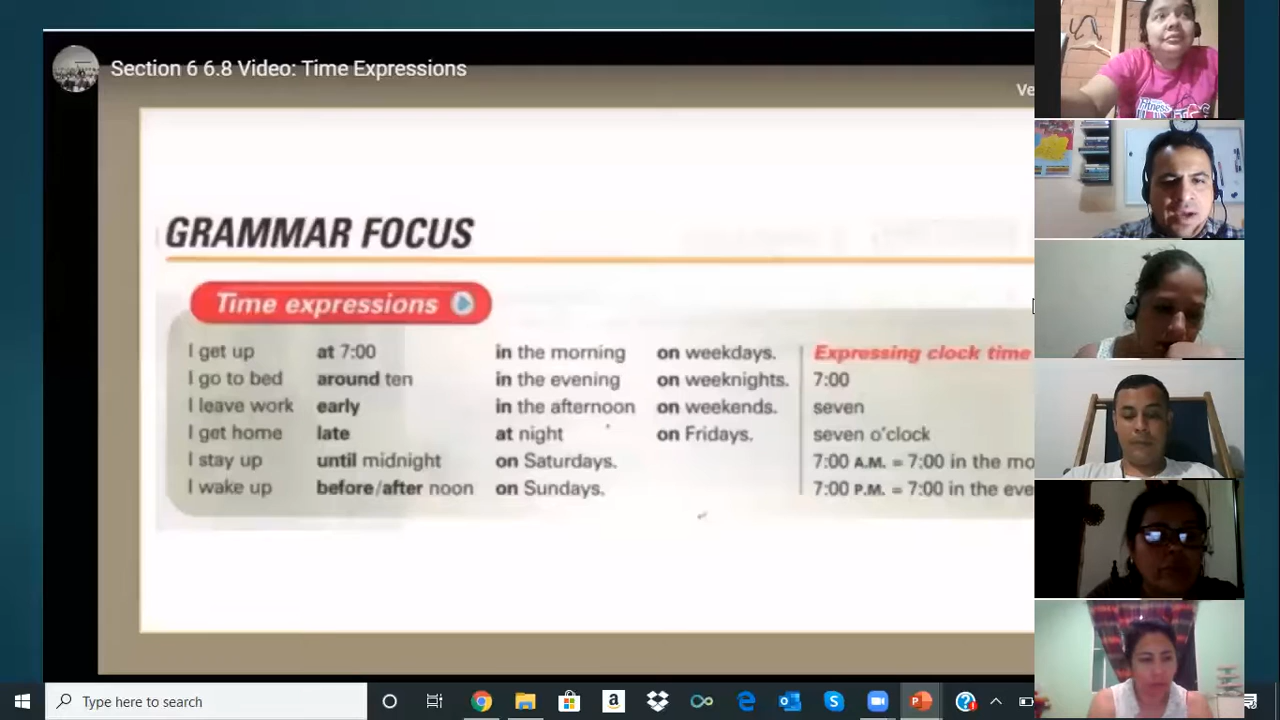 Section 6 6.8 Video: Time Expressions
Ve
GRAMMAR FOCUS
Time expressions
I get up at 7:00 in the morning on weekdays.
I go to bed around ten in the evening on weeknights.
I leave work early in the afternoon on weekends.
I get home late at night on Fridays.
I stay up until midnight on Saturdays.
I wake up before/after noon on Sundays.
Expressing clock time
7:00
seven
seven o'clock
7:00 A.M. = 7:00 in the mo
7:00 P.M. = 7:00 in the eve
Fitness
Type here to search